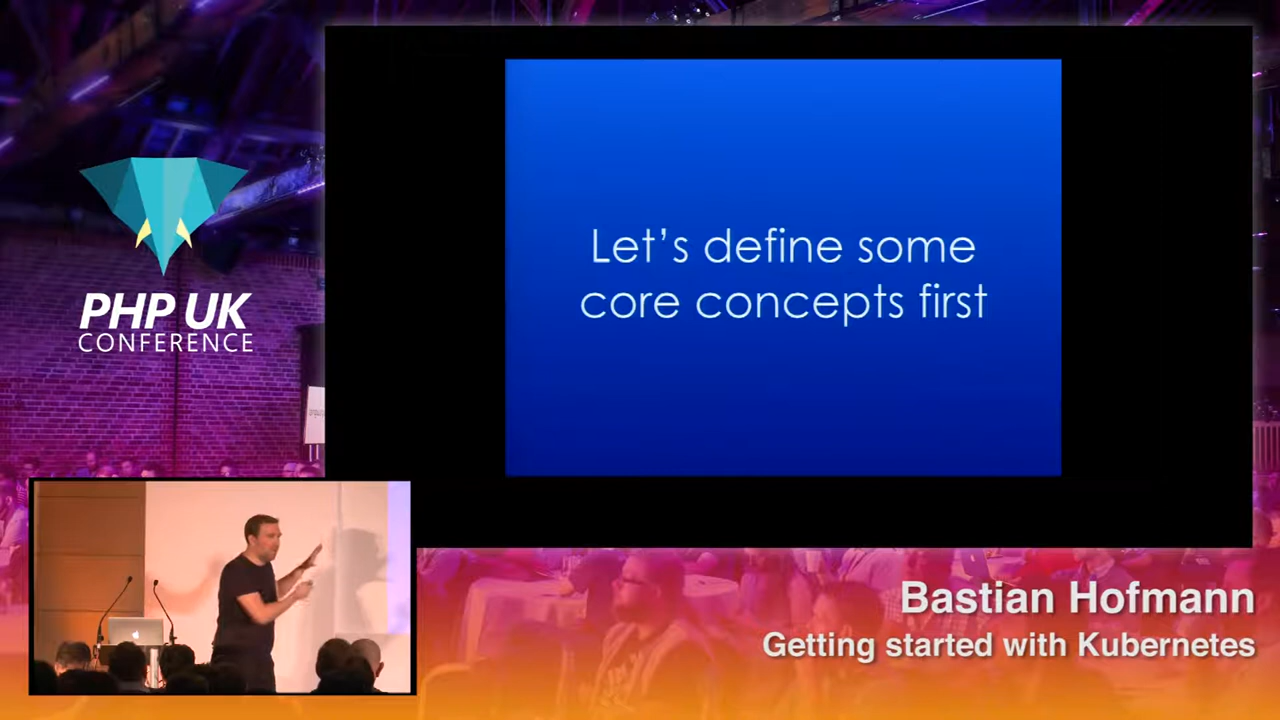 PHP UK
CONFERENCE
Let's define some
core concepts first
Bastian Hofmann
Getting started with Kubernetes